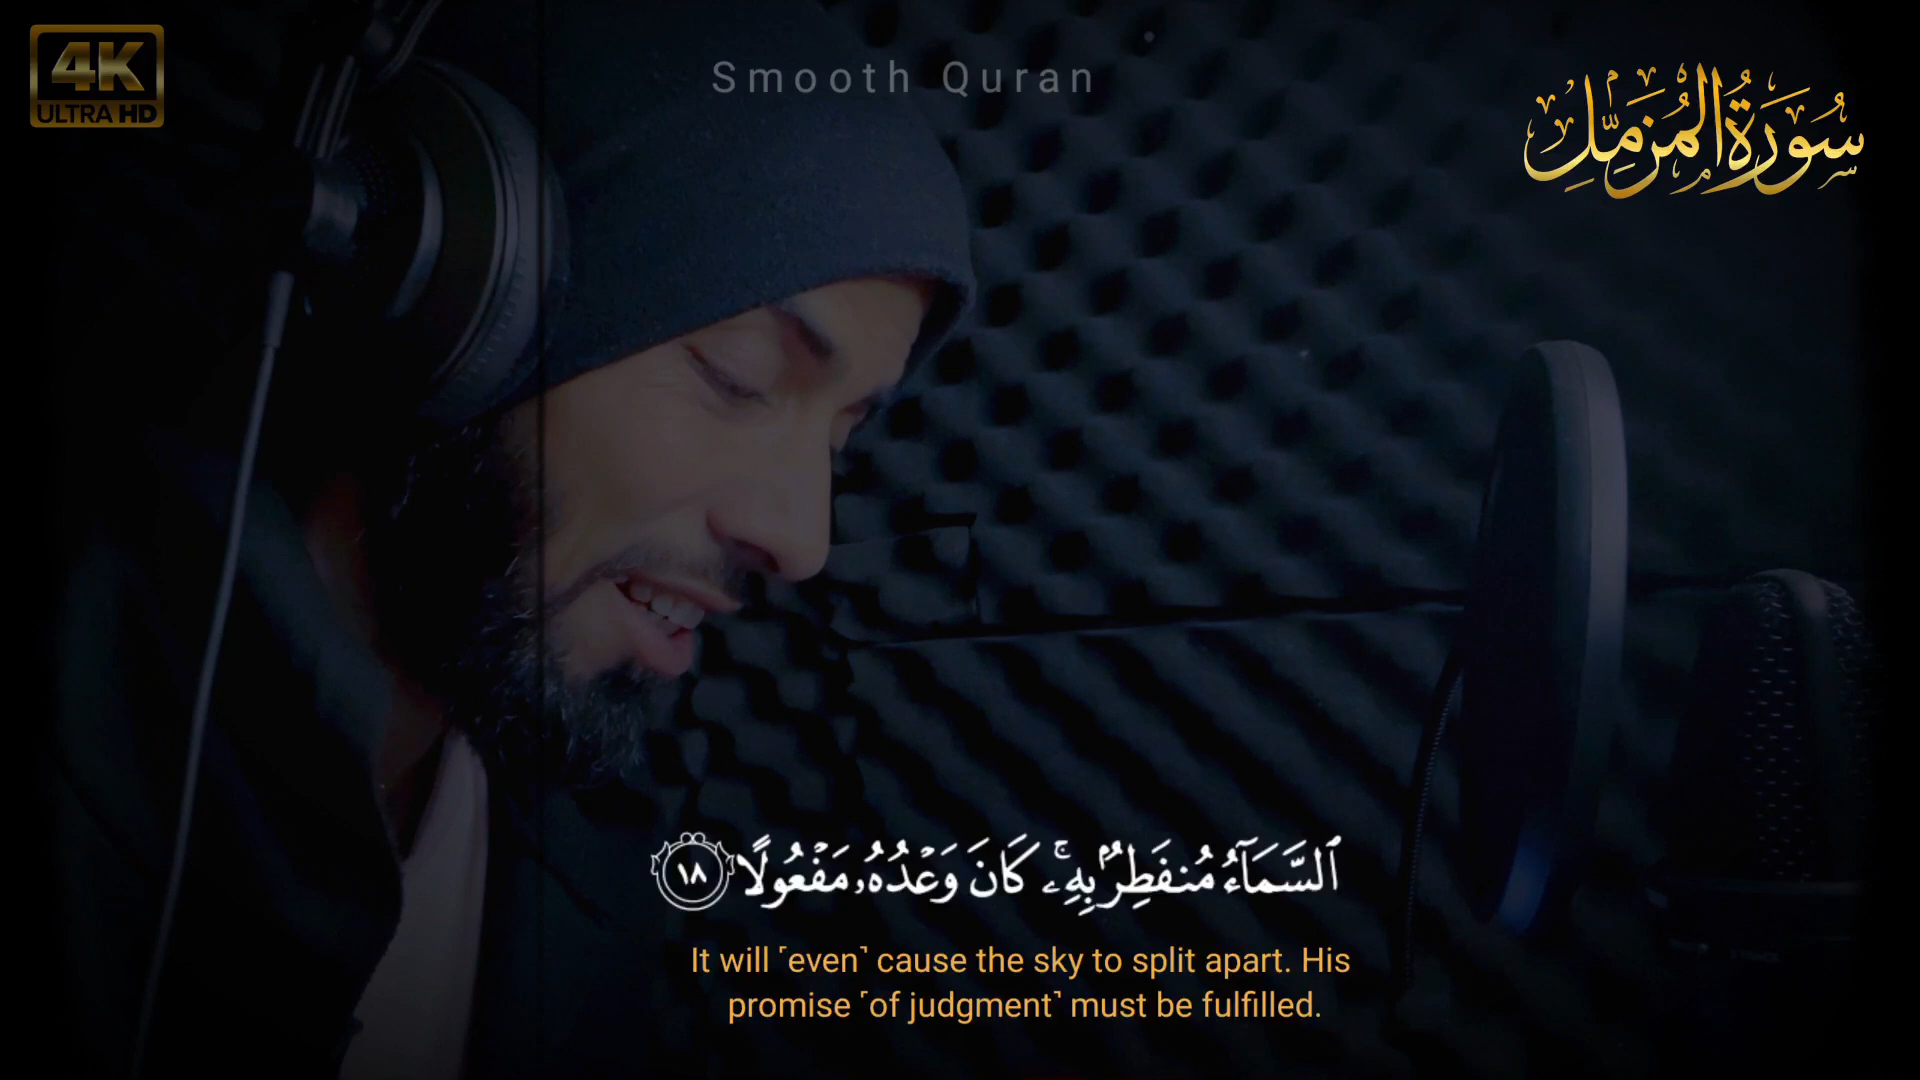 4K
ULTRA HD
Smooth Quran
سُورَةُ الْمُزَّمِّل
ٱلسَّمَآءُ مُنفَطِرٌۢ بِهِۦۚ كَانَ وَعْدُهُۥ مَفْعُولًا ١٨
It will ˹even˺ cause the sky to split apart. His
promise ˹of judgment˺ must be fulfilled.